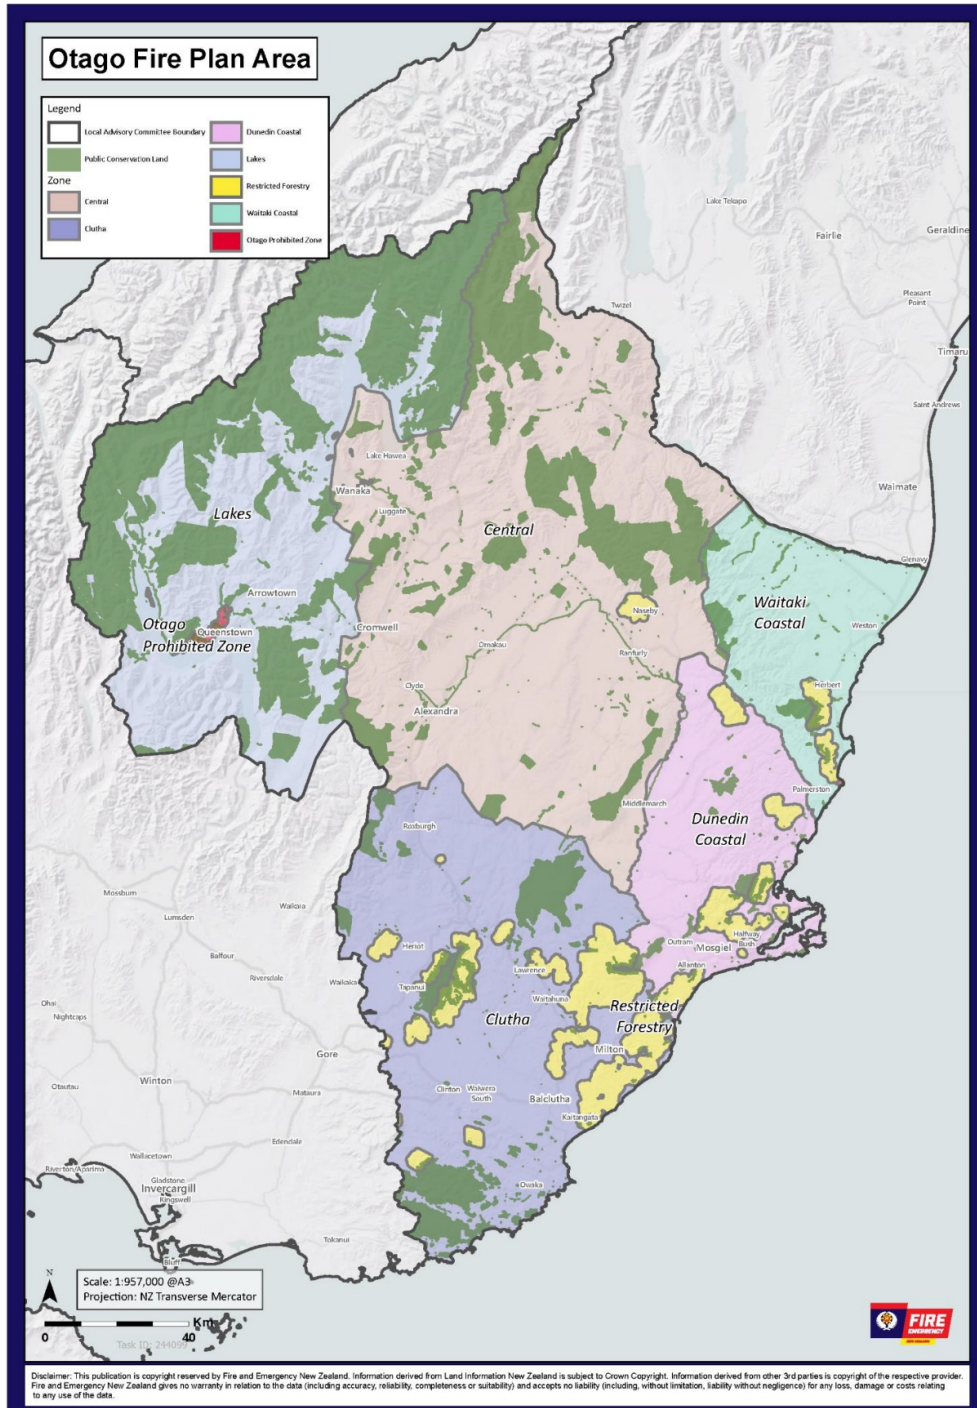 Otago Fire Plan Area
Legend
Local Advisory Committee Boundary
Public Conservation Land
Zone
Central
Clutha
Dunedin Coastal
Lakes
Restricted Forestry
Waitaki Coastal
Otago Prohibited Zone
Lake Tekapo
Fairlie
Geraldine
Pleasant
Point
Twizel
Timaru
Saint Andrews
Lake Hawea
Wanaka
Luggate
Waimate
Lakes
Central
Glenavy
Arrowtown
Waitaki
Coastal
Otago
Queenstown
Prohibited Zone
Cromwell
Naseby
Weston
Omakau
Ranfurly
Clyde
Alexandra
Herbert
Palmerston
Middlemarch
Dunedin
Coastal
Roxburgh
Mossburn
Lumsden
Wailoia
Balfour
Riversdale
Heriot
Outram
Mosgiel
Halfway
Bush
Allanton
Lawrence
Tapanui
Waitahuna
Restricted
Forestry
Clutha
Ohai
Nightcaps
Gore
Milton
Otautau
Winton
Mataura
Clinton
Waiwera
South
Balclutha
Kaitangata
Edendale
Wallacetown
Riverton/Aparima
Gladstone
Invercargill
Kingswell
Owaka
Tokanui
Bluff
N
Scale: 1:957,000 @A3
Projection: NZ Transverse Mercator
Km
0
40
Task ID: 244099
FIRE
EMERGENCY
NEW ZEALAND
Disclaimer: This publication is copyright reserved by Fire and Emergency New Zealand. Information derived from Land Information New Zealand is subject to Crown Copyright. Information derived from other 3rd parties is copyright of the respective provider.
Fire and Emergency New Zealand gives no warranty in relation to the data (including accuracy, reliability, completeness or suitability) and accepts no liability (including, without limitation, liability without negligence) for any loss, damage or costs relating
to any use of the data.